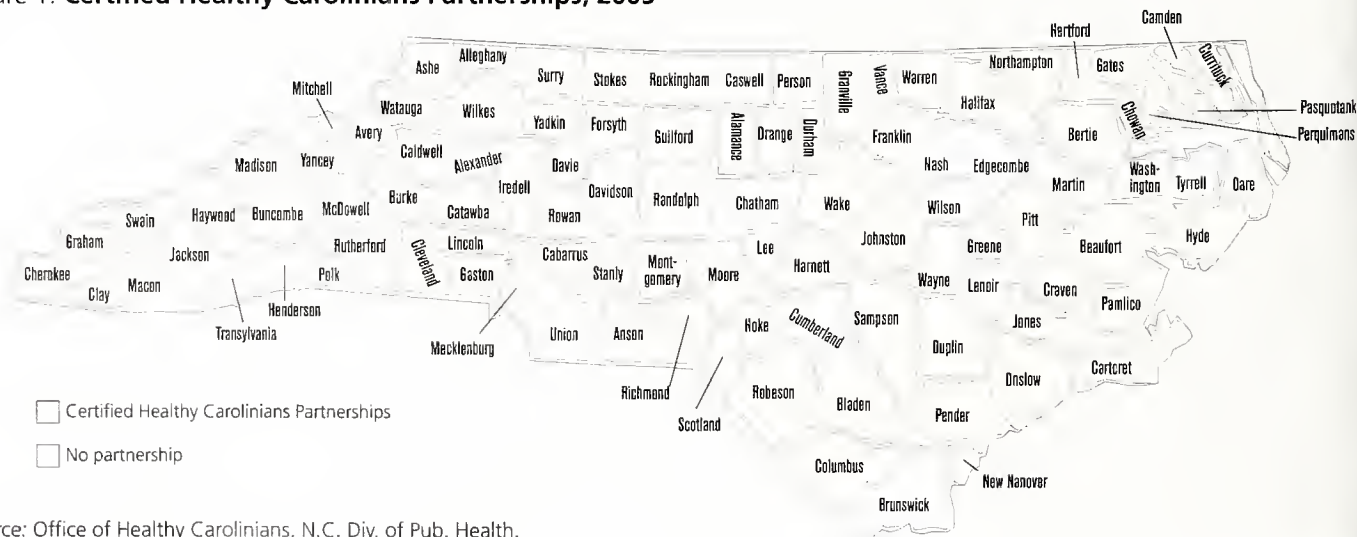 Certified Healthy Carolinians Partnerships,
Camden
Hertford
Alleghany
Ashe
Surry
Stokes
Rockingham
Caswell
Person
Granville
Vance
Warren
Northampton
Gates
Currituck
Mitchell
Watauga
Wilkes
Halifax
Pasquotank
Avery
Yadkin
Forsyth
Guilford
Alamance
Orange
Durham
Franklin
Bertie
Chowan
Perquimans
Madison
Yancey
Caldwell
Alexander
Davie
Nash
Edgecombe
Iredell
Davidson
Martin
Wash-
ington
Tyrrell
Dare
Swain
Haywood
Buncombe
McDowell
Burke
Catawba
Rowan
Randolph
Chatham
Wake
Wilson
Pitt
Graham
Jackson
Rutherford
Cleveland
Lincoln
Cabarrus
Lee
Johnston
Greene
Beaufort
Hyde
Cherokee
Clay
Macon
Polk
Gaston
Stanly
Mont-
gomery
Moore
Harnett
Wayne
Lenoir
Craven
Pamlico
Henderson
Transylvania
Mecklenburg
Union
Anson
Hoke
Cumberland
Sampson
Jones
Duplin
Onslow
Cartcret
Richmond
Scotland
Robeson
Bladen
Pender
Certified Healthy Carolinians Partnerships
No partnership
Columbus
New Nanover
Brunswick
Office of Healthy Carolinians, N.C. Div. of Pub. Health.